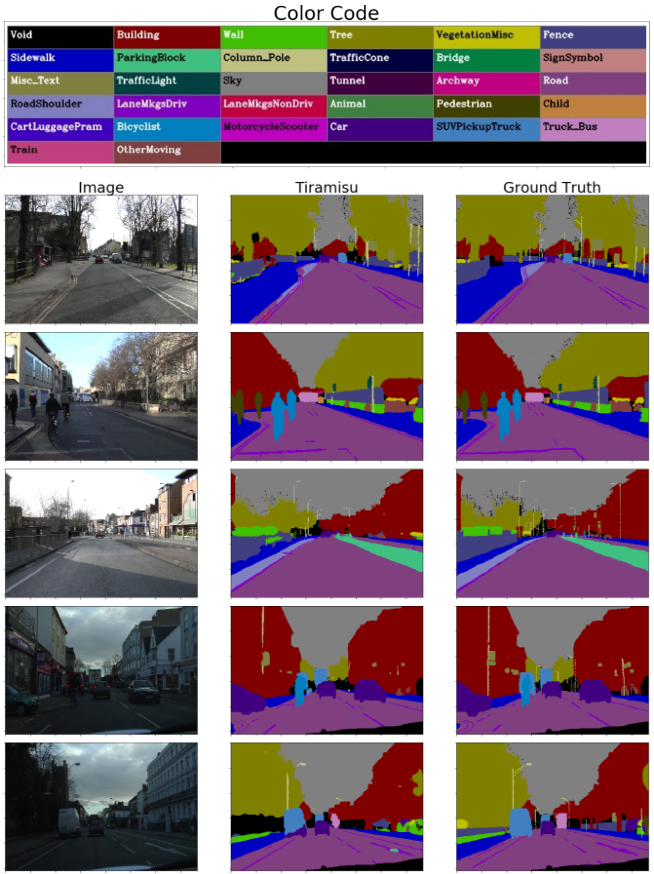 Color Code
Void Building Wall Tree VegetationMisc Fence
Sidewalk ParkingBlock Column_Pole TrafficCone Bridge SignSymbol
Misc_Text TrafficLight Sky Tunnel Archway Road
RoadShoulder LaneMkgsDriv LaneMkgsNonDriv Animal Pedestrian Child
CartLuggagePram Bicyclist MotorcycleScooter Car SUVPickupTruck Truck_Bus
Train OtherMoving
Image Tiramisu Ground Truth